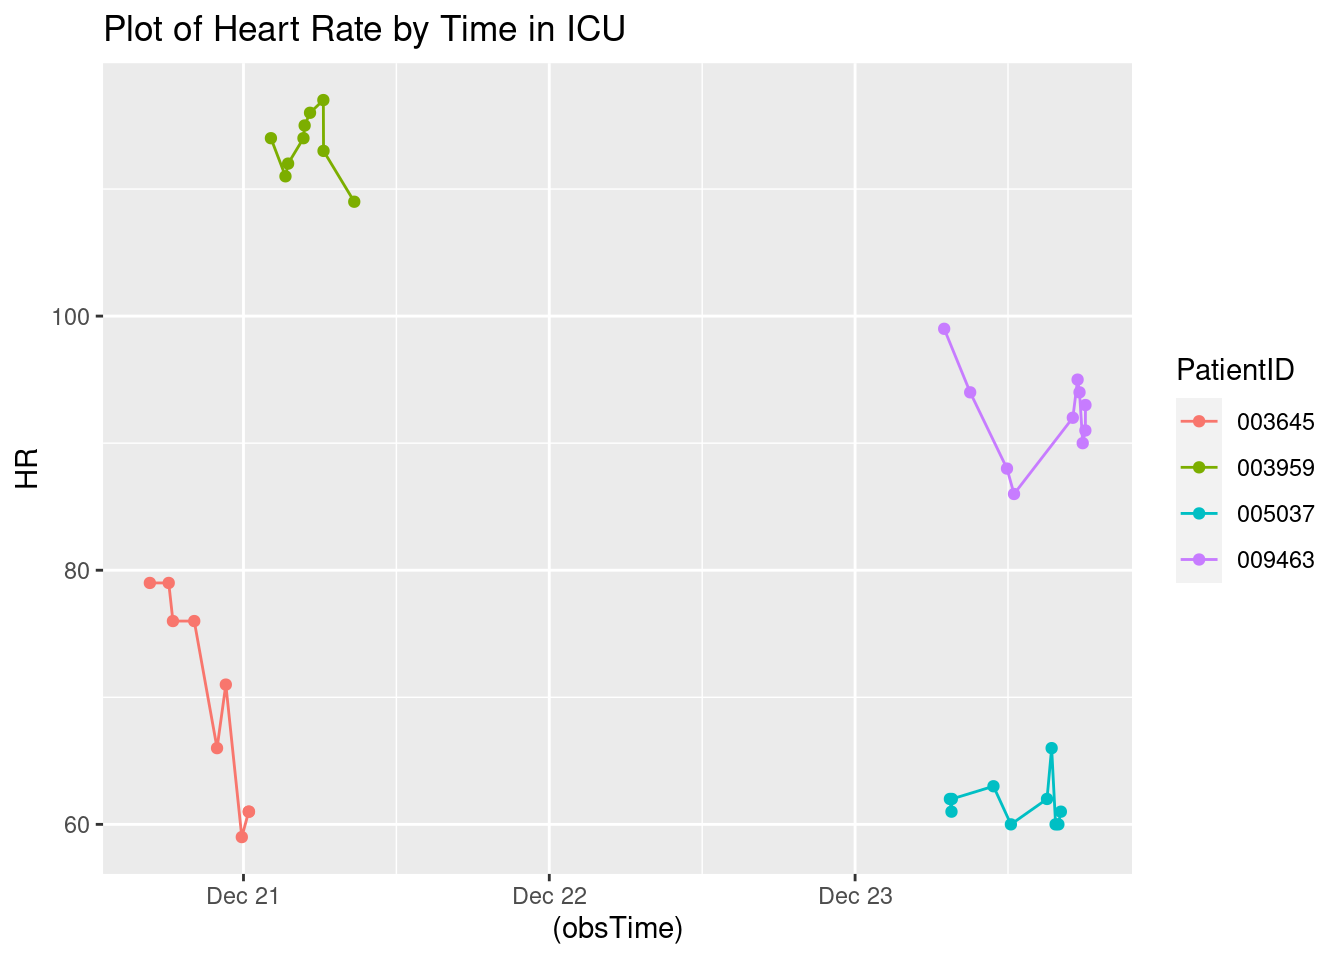 Plot of Heart Rate by Time in ICU
100
80
60
HR
Dec 21
Dec 22
Dec 23
(obsTime)
PatientID
003645
003959
005037
009463